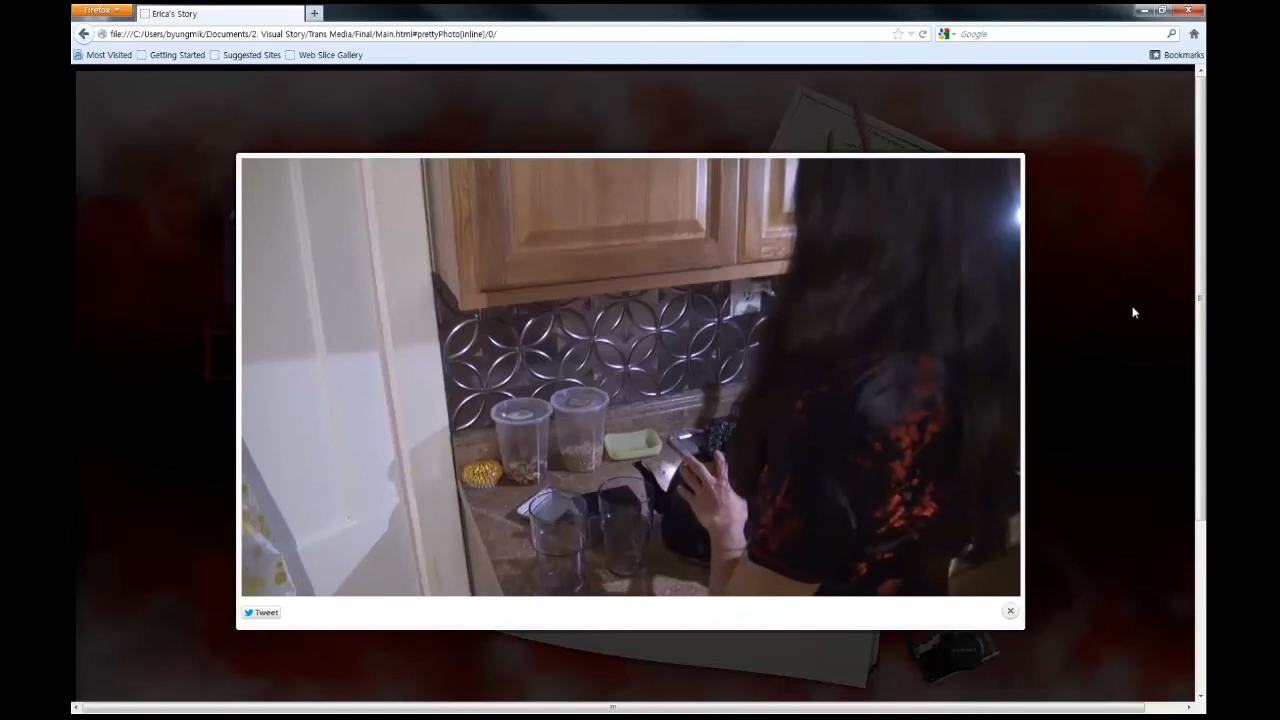 Firefox
Erica's Story
file:///C:/Users/byungmik/Documents/2. Visual Story/Trans Media/Final/Main.html#prettyPhoto[inline]/0/
Google
Most Visited
Getting Started
Suggested Sites
Web Slice Gallery
Bookmarks
Tweet